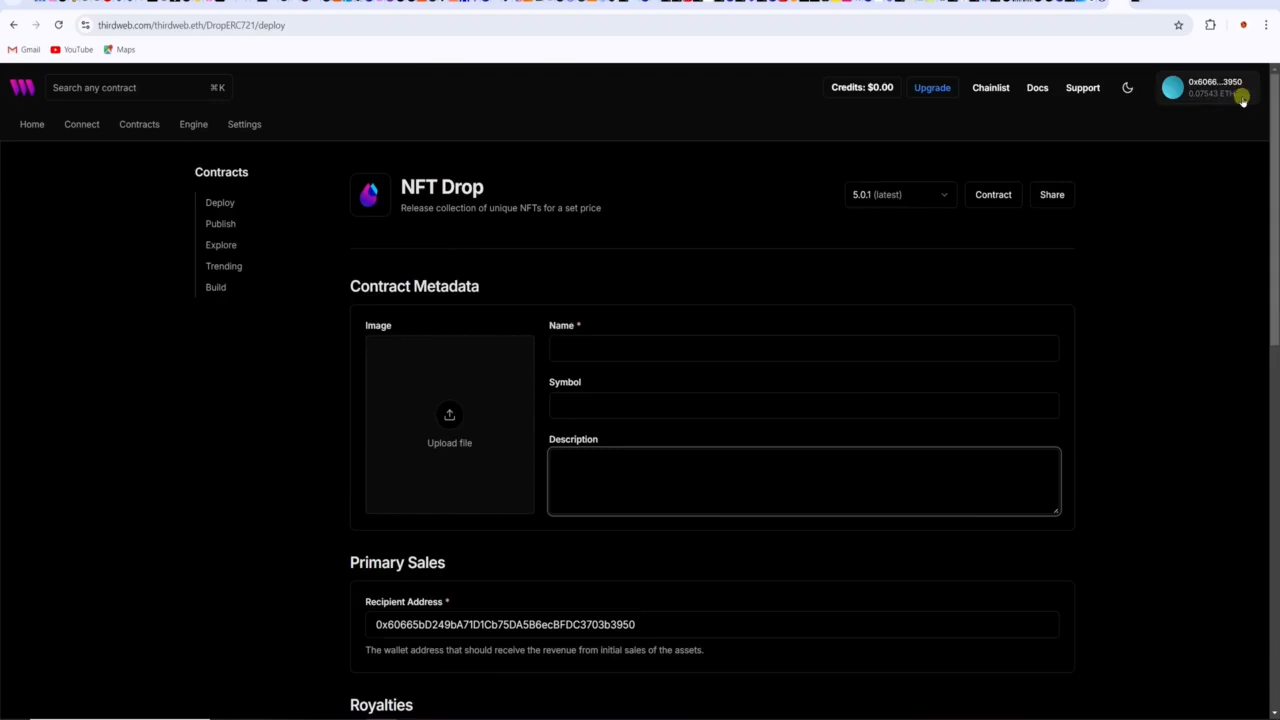 thirdweb.com/thirdweb.eth/DropERC721/deploy
Gmail
YouTube
Maps
Search any contract
⌘K
Credits: $0.00
Upgrade
Chainlist
Docs
Support
0x6066...3950
0.07543 ETH
Home
Connect
Contracts
Engine
Settings
Contracts
Deploy
Publish
Explore
Trending
Build
NFT Drop
Release collection of unique NFTs for a set price
5.0.1 (latest)
Contract
Share
Contract Metadata
Image
Upload file
Name *
Symbol
Description
Primary Sales
Recipient Address *
0x60665bD249bA71D1Cb75DA5B6ecBFDC3703b3950
The wallet address that should receive the revenue from initial sales of the assets.
Royalties